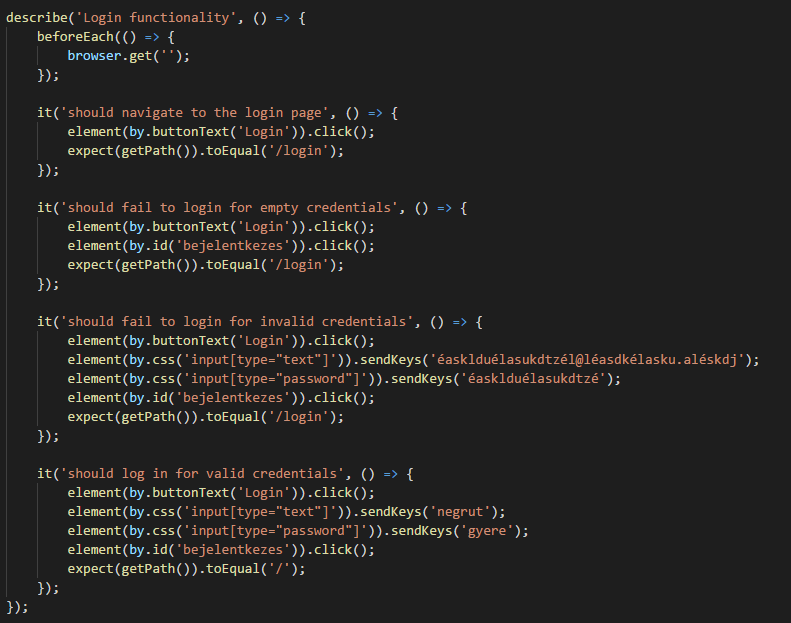 describe('Login functionality', () => {
    beforeEach(() => {
        browser.get('');
    });

    it('should navigate to the login page', () => {
        element(by.buttonText('Login')).click();
        expect(getPath()).toEqual('/login');
    });

    it('should fail to login for empty credentials', () => {
        element(by.buttonText('Login')).click();
        element(by.id('bejelentkezes')).click();
        expect(getPath()).toEqual('/login');
    });

    it('should fail to login for invalid credentials', () => {
        element(by.buttonText('Login')).click();
        element(by.css('input[type="text"]')).sendKeys('éasklduélasukdtzél@léasdkélasku.aléskdj');
        element(by.css('input[type="password"]')).sendKeys('éasklduélasukdtzé');
        element(by.id('bejelentkezes')).click();
        expect(getPath()).toEqual('/login');
    });

    it('should log in for valid credentials', () => {
        element(by.buttonText('Login')).click();
        element(by.css('input[type="text"]')).sendKeys('negrut');
        element(by.css('input[type="password"]')).sendKeys('gyere');
        element(by.id('bejelentkezes')).click();
        expect(getPath()).toEqual('/');
    });
});